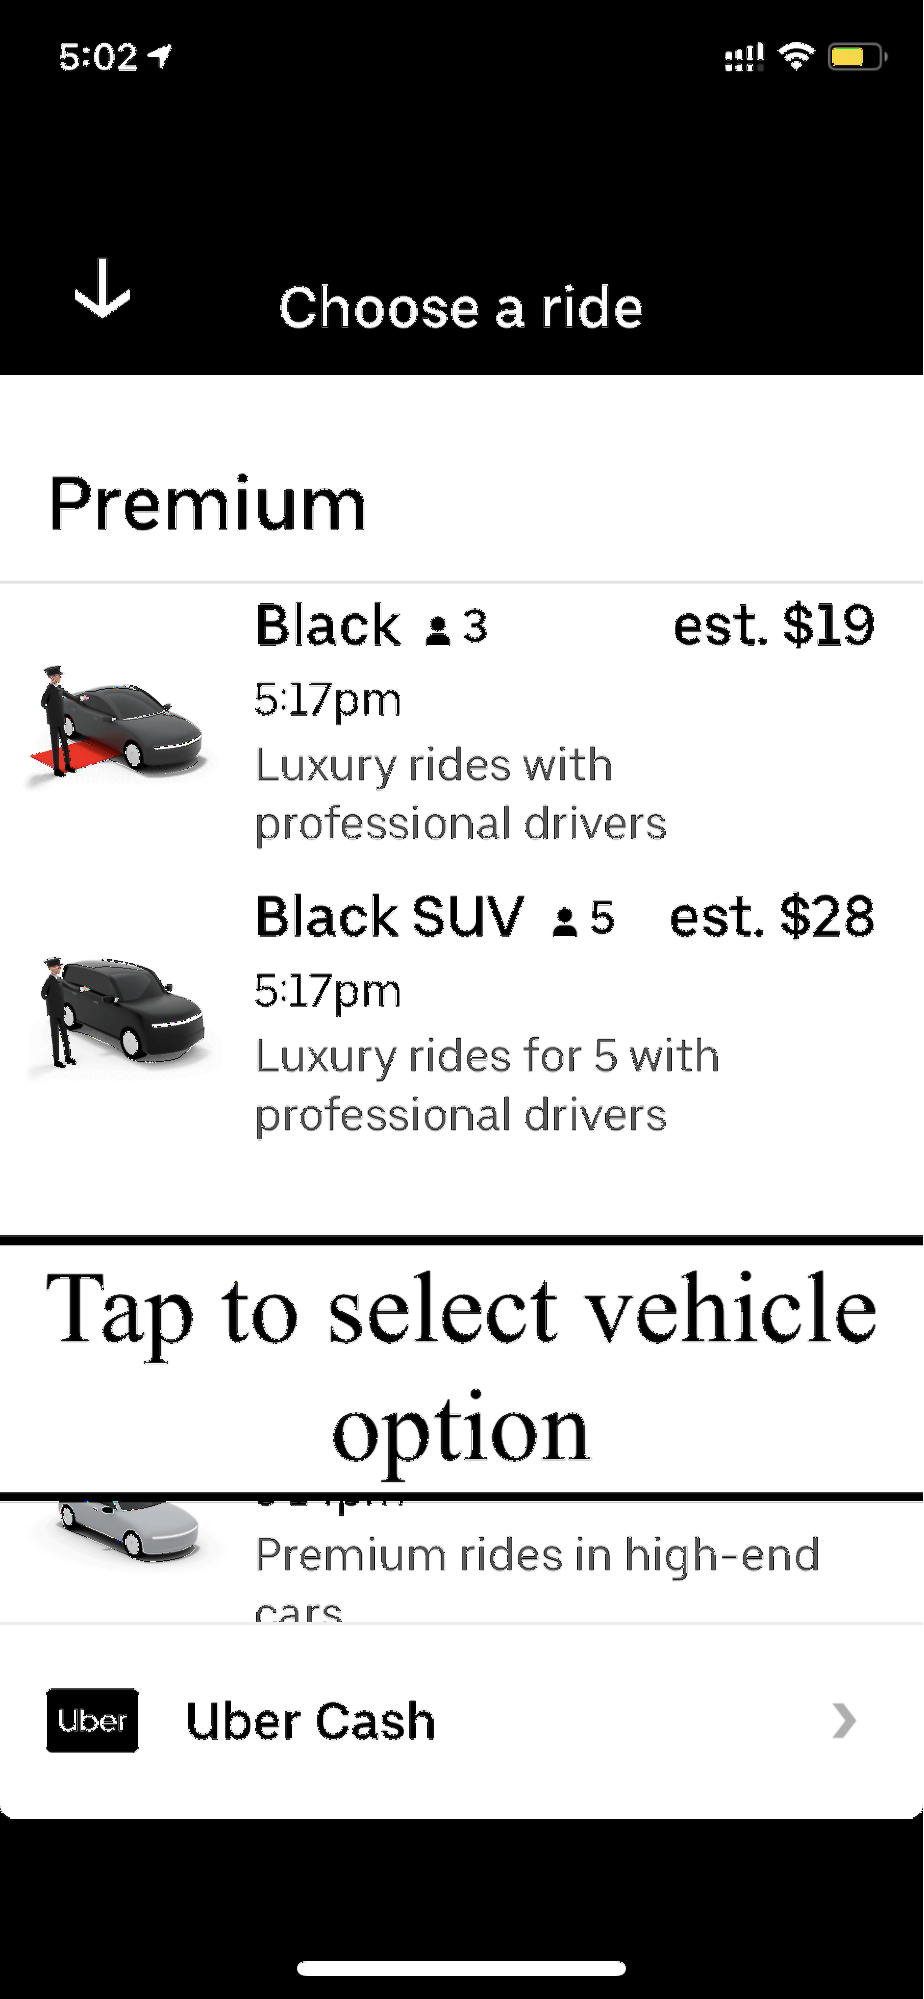 5:02
Choose a ride
Premium
Black 3 est. $19
5:17pm
Luxury rides with
professional drivers
Black SUV 5 est. $28
5:17pm
Luxury rides for 5 with
professional drivers
Tap to select vehicle
option
Premium rides in high-end
cars
Uber Uber Cash